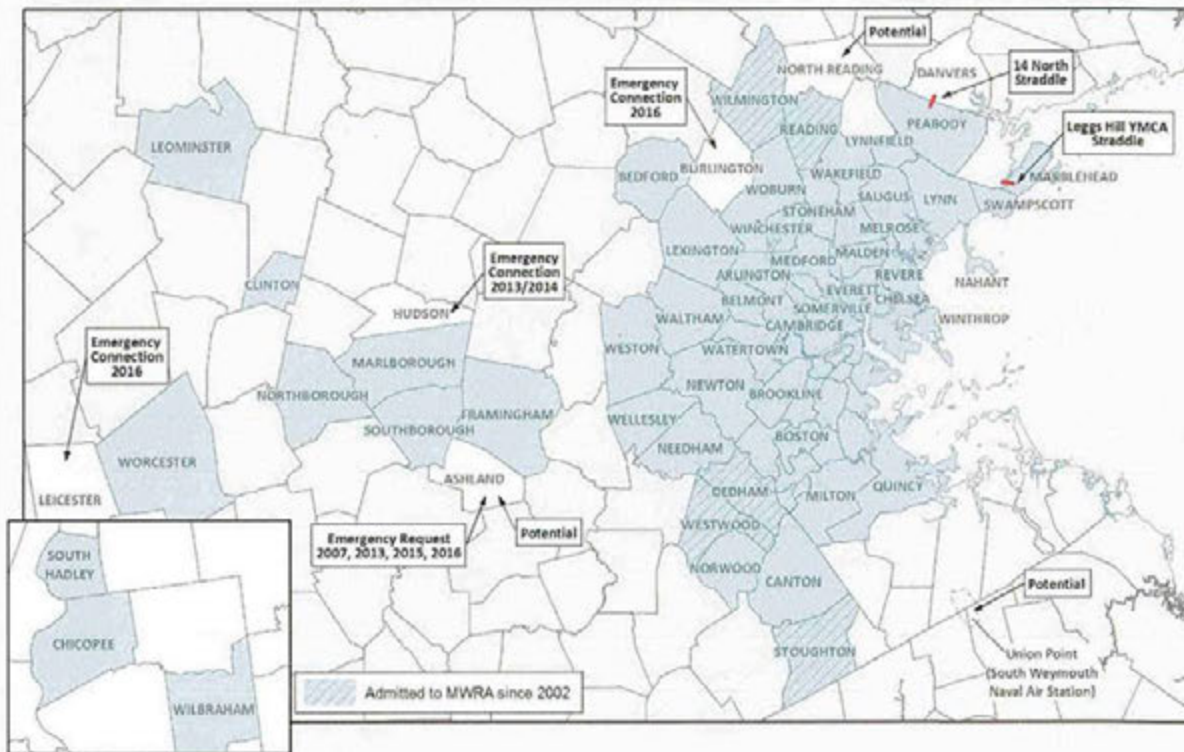 Potential
NORTH READING
DANVERS
14 North
Straddle
Emergency
Connection
2016
WILMINGTON
READING
PEABODY
Leggs Hill YMCA
Straddle
LEOMINSTER
LYNNFIELD
BURLINGTON
BEDFORD
WAKEFIELD
MARBLEHEAD
WOBURN
SAUGUS
LYNN
SWAMPSCOTT
STONEHAM
WINCHESTER
MELROSE
LEXINGTON
MEDFORD
MALDEN
Emergency
Connection
2013/2014
ARLINGTON
REVERE
NAHANT
CLINTON
EVERETT
BELMONT
CHELSEA
SOMERVILLE
HUDSON
WALTHAM
WINTHROP
CAMBRIDGE
Emergency
Connection
2016
MARLBOROUGH
WESTON
WATERTOWN
NORTHBOROUGH
NEWTON
BROOKLINE
FRAMINGHAM
SOUTHBOROUGH
WELLESLEY
BOSTON
NEEDHAM
WORCESTER
LEICESTER
ASHLAND
DEDHAM
MILTON
QUINCY
Emergency Request
2007, 2013, 2015, 2016
Potential
WESTWOOD
NORWOOD
CANTON
SOUTH
HADLEY
Potential
CHICOPEE
STOUGHTON
Union Point
(South Weymouth
Naval Air Station)
WILBRAHAM
Admitted to MWRA since 2002